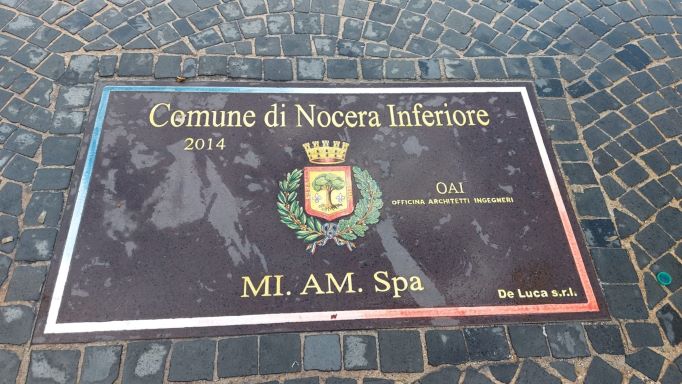 Comune di Nocera Inferiore
2014
OAI
OFFICINA ARCHITETTI INGEGNERI
MI. AM. Spa
De Luca s.r.l.